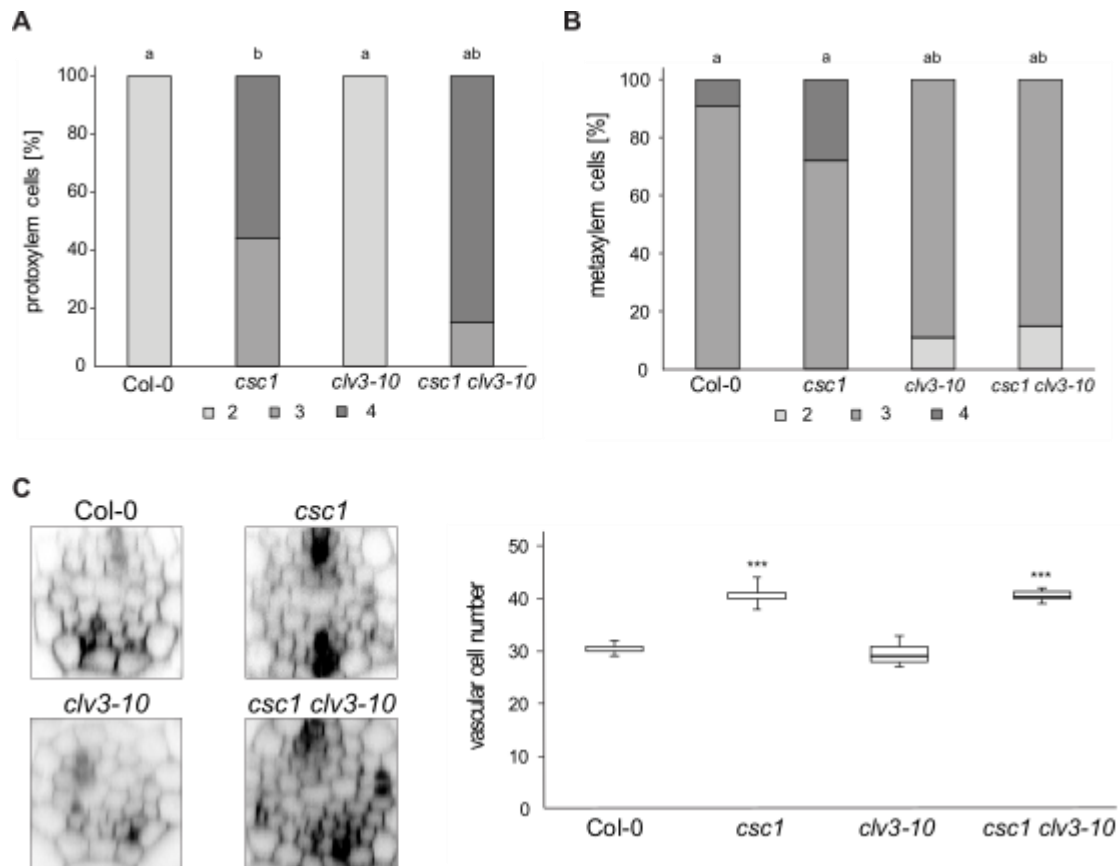 A
a b a ab
protoxylem cells [%]
100
80
60
40
20
0
Col-0 csc1 clv3-10 csc1 clv3-10
2 3 4
B
a a ab ab
metaxylem cells [%]
100
80
60
40
20
0
Col-0 csc1 clv3-10 csc1 clv3-10
2 3 4
C
Col-0 csc1
clv3-10 csc1 clv3-10
vascular cell number
50
40
30
20
10
0
*** ***
Col-0 csc1 clv3-10 csc1 clv3-10